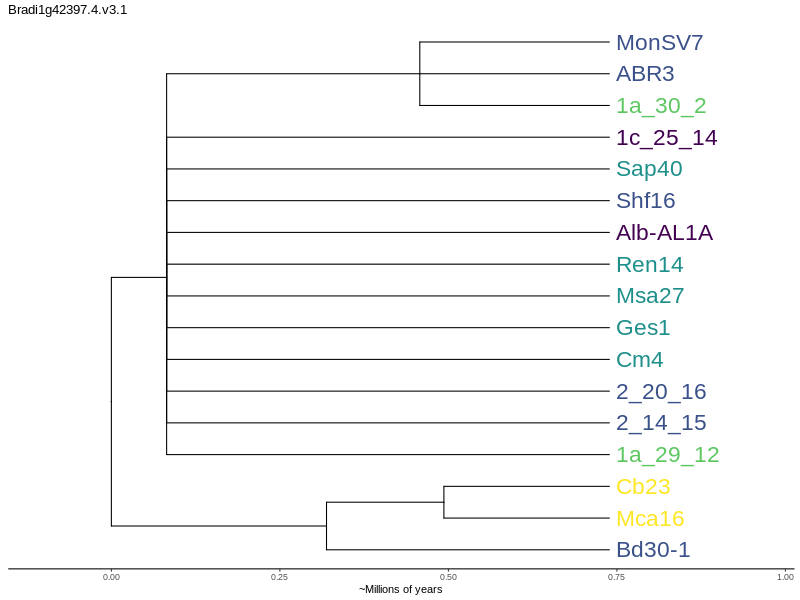 Bradi1g42397.4.v3.1
MonSV7
ABR3
1a_30_2
1c_25_14
Sap40
Shf16
Alb-AL1A
Ren14
Msa27
Ges1
Cm4
2_20_16
2_14_15
1a_29_12
Cb23
Mca16
Bd30-1
0.00 0.25 0.50 0.75 1.00
~Millions of years